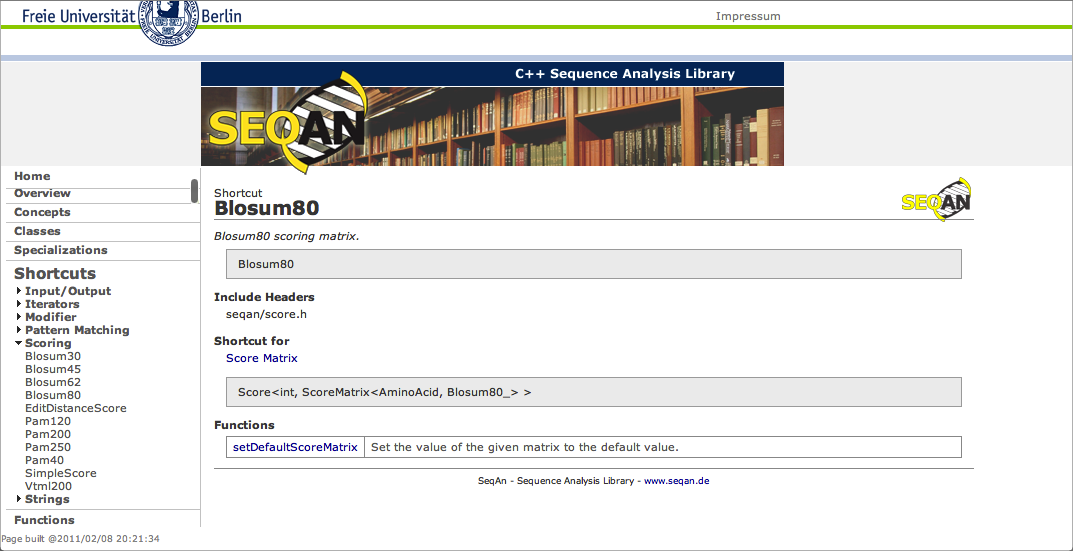 Freie Universität Berlin
Impressum
C++ Sequence Analysis Library
SEQAN
Home
Overview
Concepts
Classes
Specializations
Shortcuts
Input/Output
Iterators
Modifier
Pattern Matching
Scoring
Blosum30
Blosum45
Blosum62
Blosum80
EditDistanceScore
Pam120
Pam200
Pam250
Pam40
SimpleScore
Vtml200
Strings
Functions
Page built @2011/02/08 20:21:34
Shortcut
Blosum80
SEQAN
Blosum80 scoring matrix.
Blosum80
Include Headers
seqan/score.h
Shortcut for
Score Matrix
Score<int, ScoreMatrix<AminoAcid, Blosum80_> >
Functions
setDefaultScoreMatrix Set the value of the given matrix to the default value.
SeqAn - Sequence Analysis Library - www.seqan.de